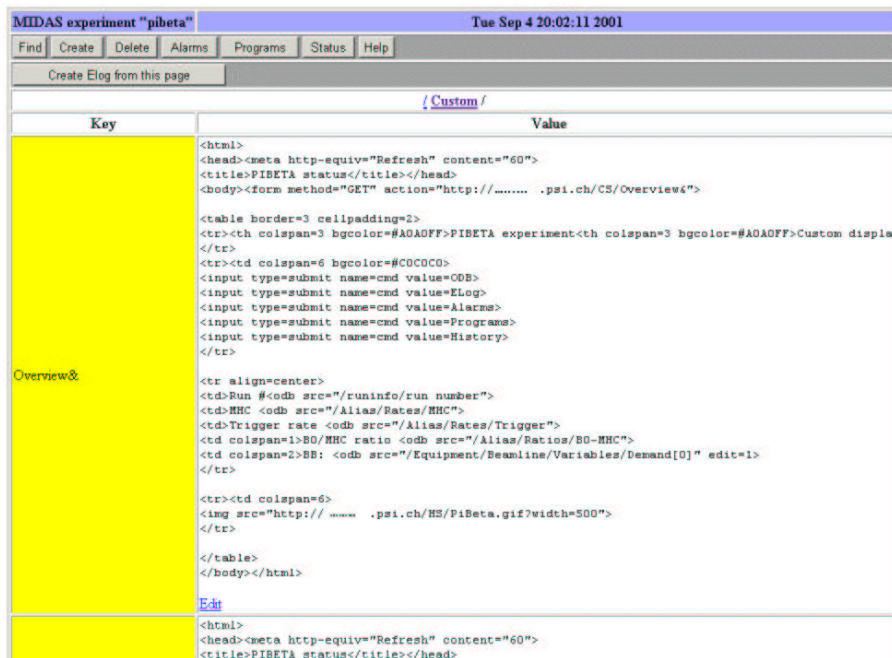 MIDAS experiment "pibeta" Tue Sep 4 20:02:11 2001
Find Create Delete Alarms Programs Status Help
Create Elog from this page
/ Custom /
Key Value
Overview&
<html>
<head><meta http-equiv="Refresh" content="60">
<title>PIBETA status</title></head>
<body><form method="GET" action="http://......... .psi.ch/CS/Overview&">
<table border=3 cellpadding=2>
<tr><th colspan=3 bgcolor=#A0A0FF>PIBETA experiment<th colspan=3 bgcolor=#A0A0FF>Custom displa
</tr>
<tr><td colspan=6 bgcolor=#C0C0C0>
<input type=submit name=cmd value=ODB>
<input type=submit name=cmd value=ELog>
<input type=submit name=cmd value=Alarms>
<input type=submit name=cmd value=Programs>
<input type=submit name=cmd value=History>
</tr>
<tr align=center>
<td>Run #<odb src="/runinfo/run number">
<td>MHC <odb src="/Alias/Rates/MHC">
<td>Trigger rate <odb src="/Alias/Rates/Trigger">
<td colspan=1>B0/MHC ratio <odb src="/Alias/Ratios/B0-MHC">
<td colspan=2>BB: <odb src="/Equipment/Beamline/Variables/Demand[0]" edit=1>
</tr>
<tr><td colspan=6>
<img src="http:// ......... .psi.ch/HS/PiBeta.gif?width=500">
</tr>
</table>
</body></html>
Edit
<html>
<head><meta http-equiv="Refresh" content="60">
<title>PIBETA status</title></head>